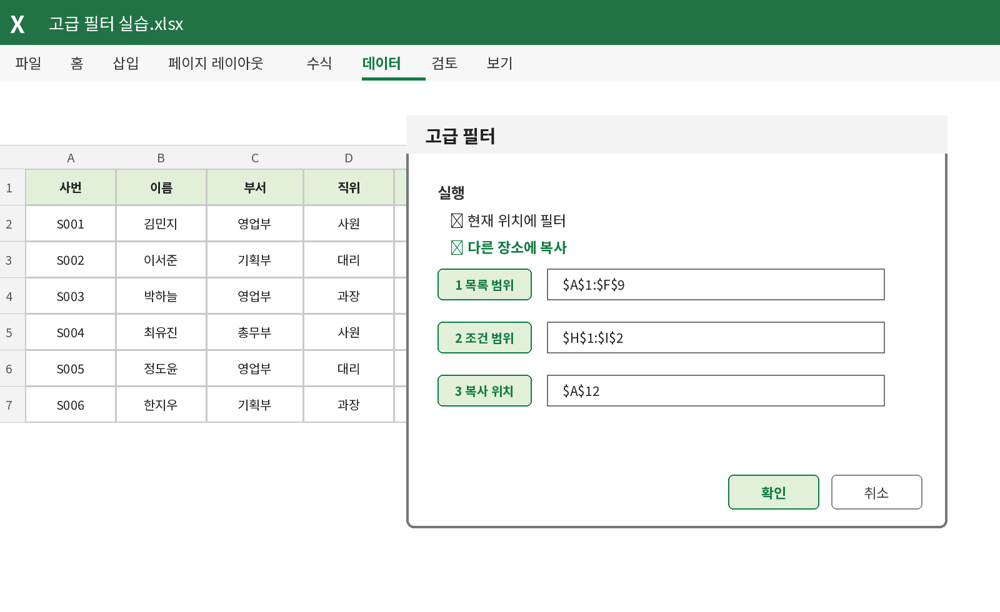 X 고급 필터 실습.xlsx
파일 홈 삽입 페이지 레이아웃 수식 데이터 검토 보기
고급 필터
A B C D
1 사번 이름 부서 직위
2 S001 김민지 영업부 사원
3 S002 이서준 기획부 대리
4 S003 박하늘 영업부 과장
5 S004 최유진 총무부 사원
6 S005 정도윤 영업부 대리
7 S006 한지우 기획부 과장
실행
현재 위치에 필터
다른 장소에 복사
1 목록 범위 $A$1:$F$9
2 조건 범위 $H$1:$I$2
3 복사 위치 $A$12
확인 취소